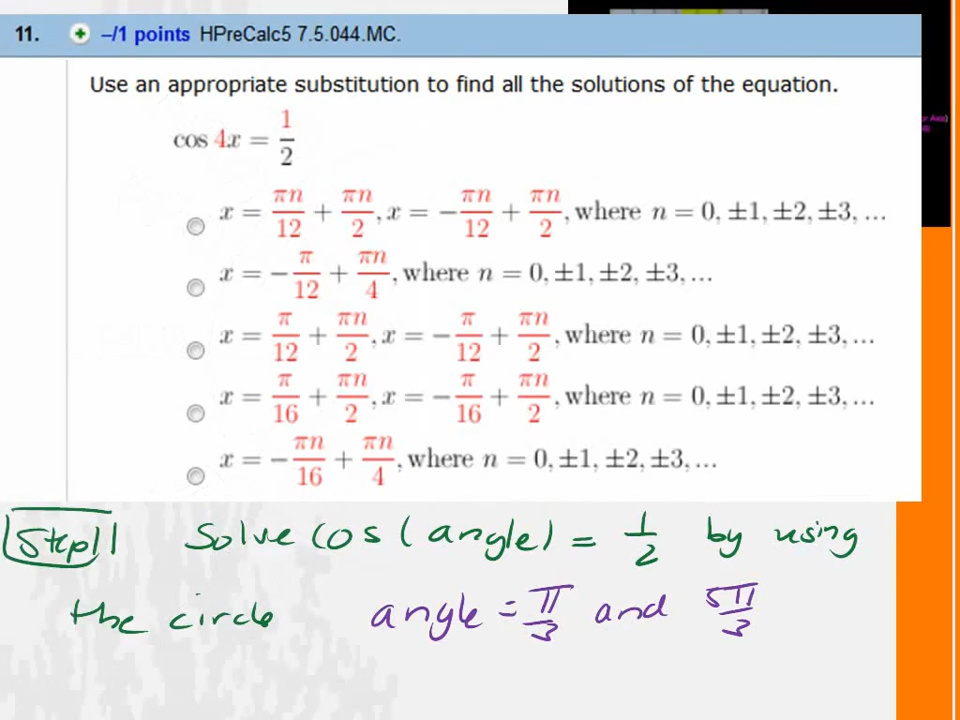 11. –/1 points HPreCalc5 7.5.044.MC.
Use an appropriate substitution to find all the solutions of the equation.
cos 4x = 1/2
x = πn/12 + πn/2, x = −πn/12 + πn/2, where n = 0, ±1, ±2, ±3, ...
x = −π/12 + πn/4, where n = 0, ±1, ±2, ±3, ...
x = π/12 + πn/2, x = −π/12 + πn/2, where n = 0, ±1, ±2, ±3, ...
x = π/16 + πn/2, x = −π/16 + πn/2, where n = 0, ±1, ±2, ±3, ...
x = −πn/16 + πn/4, where n = 0, ±1, ±2, ±3, ...
Step 1 Solve cos (angle) = 1/2 by using
the circle angle = π/3 and 5π/3